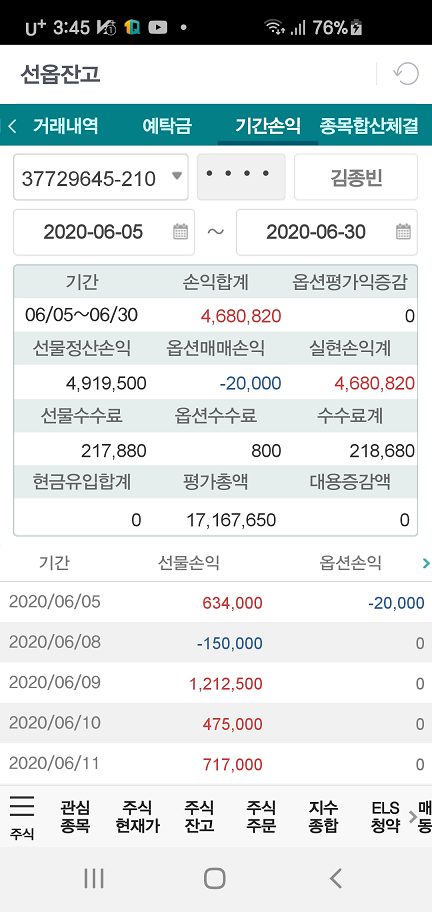 U+ 3:45 76%
선옵잔고
거래내역 예탁금 기간손익 종목합산체결
37729645-210 •••• 김종빈
2020-06-05 ~ 2020-06-30
기간 손익합계 옵션평가익증감
06/05~06/30 4,680,820 0
선물정산손익 옵션매매손익 실현손익계
4,919,500 -20,000 4,680,820
선물수수료 옵션수수료 수수료계
217,880 800 218,680
현금유입합계 평가총액 대용증감액
0 17,167,650 0
기간 선물손익 옵션손익
2020/06/05 634,000 -20,000
2020/06/08 -150,000 0
2020/06/09 1,212,500 0
2020/06/10 475,000 0
2020/06/11 717,000 0
주식 관심 주식 주식 주식 지수 ELS 매
종목 현재가 잔고 주문 종합 청약 동